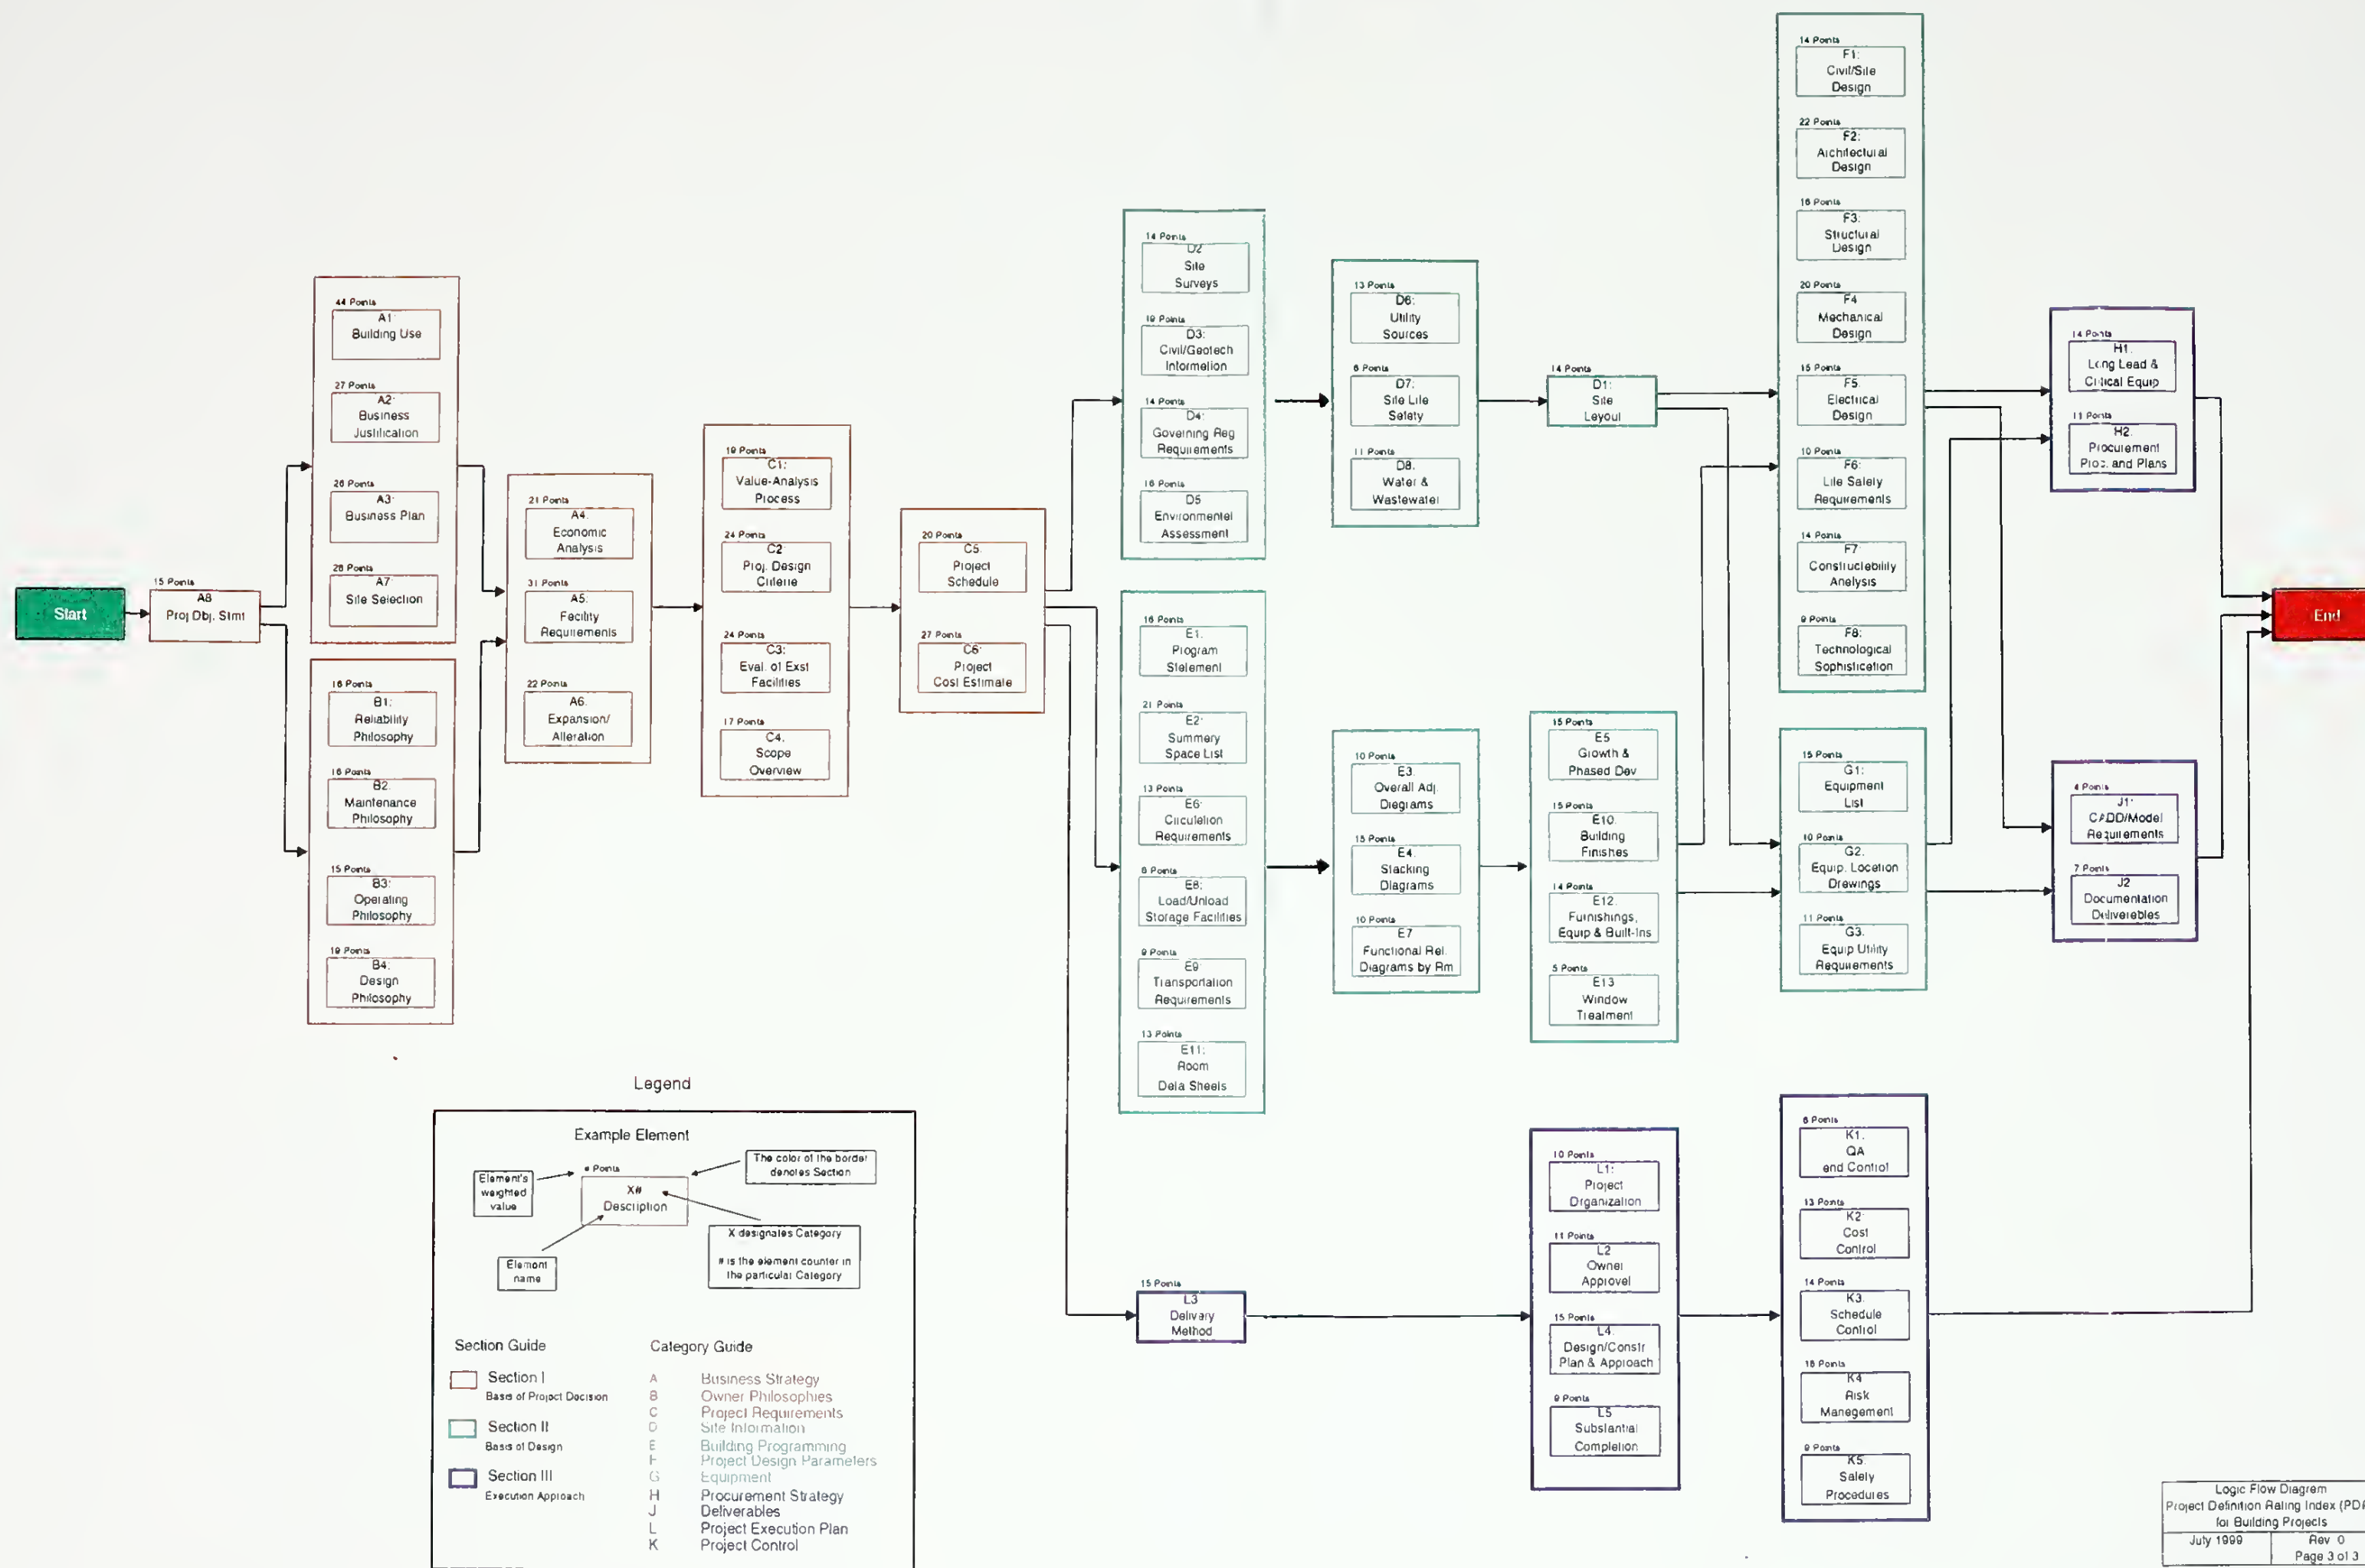 Start
15 Points
A8
Proj Obj. Stmt
44 Points
A1:
Building Use
27 Points
A2:
Business
Justification
26 Points
A3:
Business Plan
28 Points
A7
Site Selection
16 Points
B1:
Reliability
Philosophy
16 Points
B2.
Maintenance
Philosophy
15 Points
B3:
Operating
Philosophy
19 Points
B4:
Design
Philosophy
21 Points
A4:
Economic
Analysis
31 Points
A5:
Facility
Requirements
22 Points
A6.
Expansion/
Alteration
19 Points
C1:
Value-Analysis
Process
24 Points
C2:
Proj. Design
Criteria
24 Points
C3:
Eval. of Exst
Facilities
17 Points
C4.
Scope
Overview
20 Points
C5.
Project
Schedule
27 Points
C6:
Project
Cost Estimate
14 Points
D2
Site
Surveys
19 Points
D3:
Civil/Geotech
Information
14 Points
D4:
Governing Reg
Requirements
16 Points
D5
Environmental
Assessment
16 Points
E1.
Program
Statement
21 Points
E2:
Summary
Space List
13 Points
E6:
Circulation
Requirements
8 Points
E8:
Load/Unload
Storage Facilities
9 Points
E9:
Transportation
Requirements
13 Points
E11:
Room
Data Sheets
15 Points
L3
Delivery
Method
13 Points
D6:
Utility
Sources
8 Points
D7:
Site Life
Safety
11 Points
D8.
Water &
Wastewater
10 Points
E3.
Overall Adj.
Diagrams
15 Points
E4.
Stacking
Diagrams
10 Points
E7
Functional Rel.
Diagrams by Rm
14 Points
D1:
Site
Layout
15 Points
E5
Growth &
Phased Dev
15 Points
E10.
Building
Finishes
14 Points
E12.
Furnishings,
Equip & Built-Ins
5 Points
E13
Window
Treatment
10 Points
L1:
Project
Organization
11 Points
L2
Owner
Approval
15 Points
L4.
Design/Constr
Plan & Approach
9 Points
L5
Substantial
Completion
14 Points
F1:
Civil/Site
Design
22 Points
F2:
Architectural
Design
16 Points
F3:
Structural
Design
20 Points
F4
Mechanical
Design
15 Points
F5
Electrical
Design
10 Points
F6:
Life Safety
Requirements
14 Points
F7
Constructability
Analysis
9 Points
F8:
Technological
Sophistication
15 Points
G1:
Equipment
List
10 Points
G2:
Equip. Location
Drawings
11 Points
G3.
Equip Utility
Requirements
8 Points
K1.
QA
and Control
13 Points
K2:
Cost
Control
14 Points
K3.
Schedule
Control
18 Points
K4
Risk
Management
9 Points
K5:
Safety
Procedures
14 Points
H1.
Long Lead &
Critical Equip
11 Points
H2.
Procurement
Proc. and Plans
4 Points
J1:
CADD/Model
Requirements
7 Points
J2
Documentation
Deliverables
End
Legend
Example Element
Element's
weighted
value
# Points
X#
Description
The color of the border
denotes Section
X designates Category
# is the element counter in
the particular Category
Element
name
Section Guide
Section I
Basis of Project Decision
Section II
Basis of Design
Section III
Execution Approach
Category Guide
A Business Strategy
B Owner Philosophies
C Project Requirements
D Site Information
E Building Programming
F Project Design Parameters
G Equipment
H Procurement Strategy
J Deliverables
L Project Execution Plan
K Project Control
Logic Flow Diagram
Project Definition Rating Index
for Building Projects
July 1999
Rev 0
Page 3 of 3